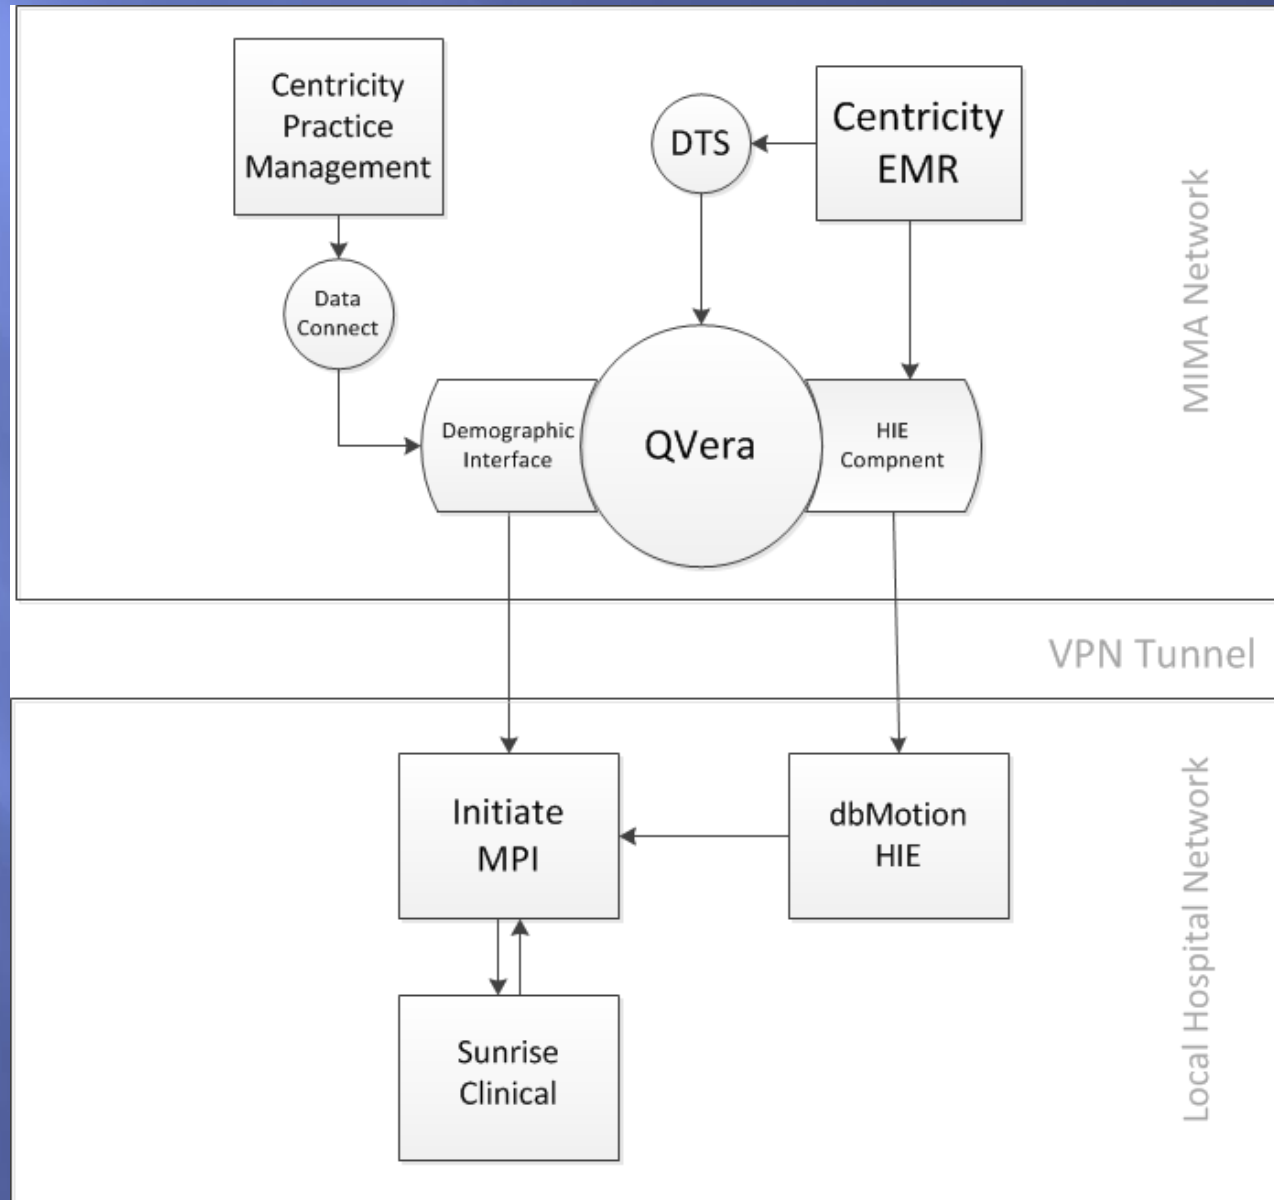 Centricity
Practice
Management
DTS
Centricity
EMR
MIMA Network
Data
Connect
Demographic
Interface
QVera
HIE
Compnent
VPN Tunnel
Initiate
MPI
dbMotion
HIE
Local Hospital Network
Sunrise
Clinical